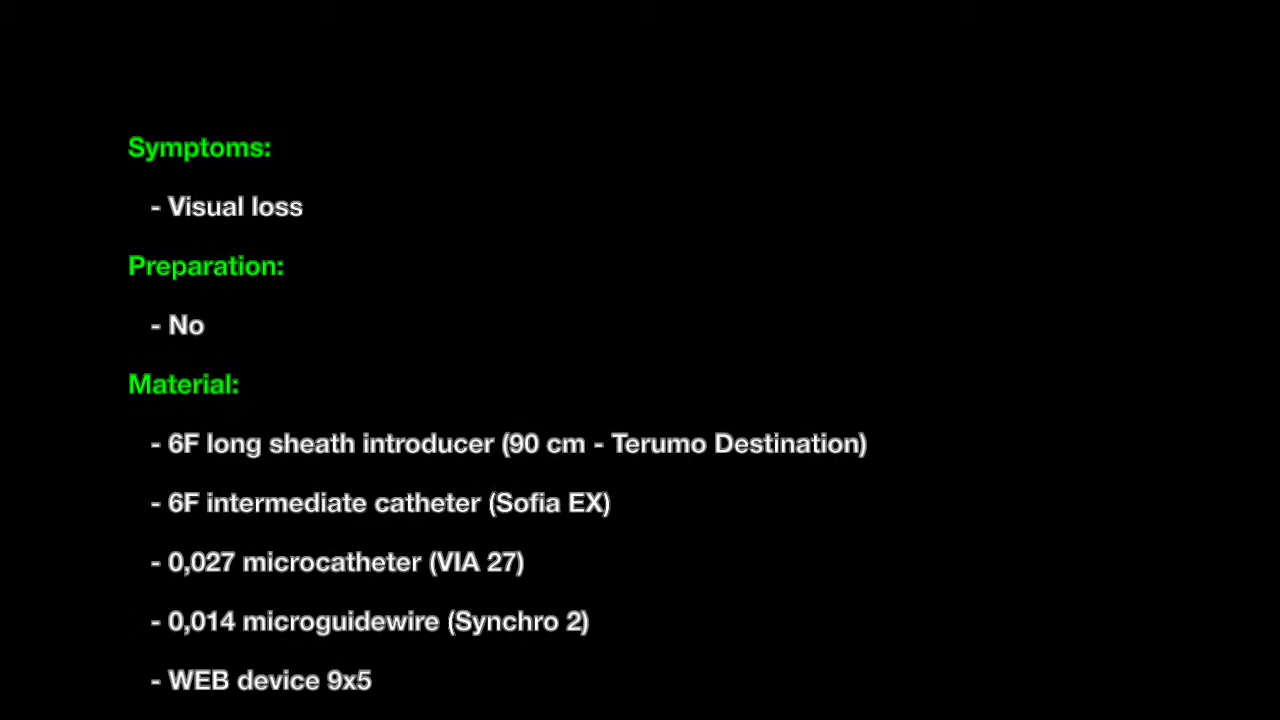 Symptoms:
- Visual loss
Preparation:
- No
Material:
- 6F long sheath introducer (90 cm - Terumo Destination)
- 6F intermediate catheter (Sofia EX)
- 0,027 microcatheter (VIA 27)
- 0,014 microguidewire (Synchro 2)
- WEB device 9x5